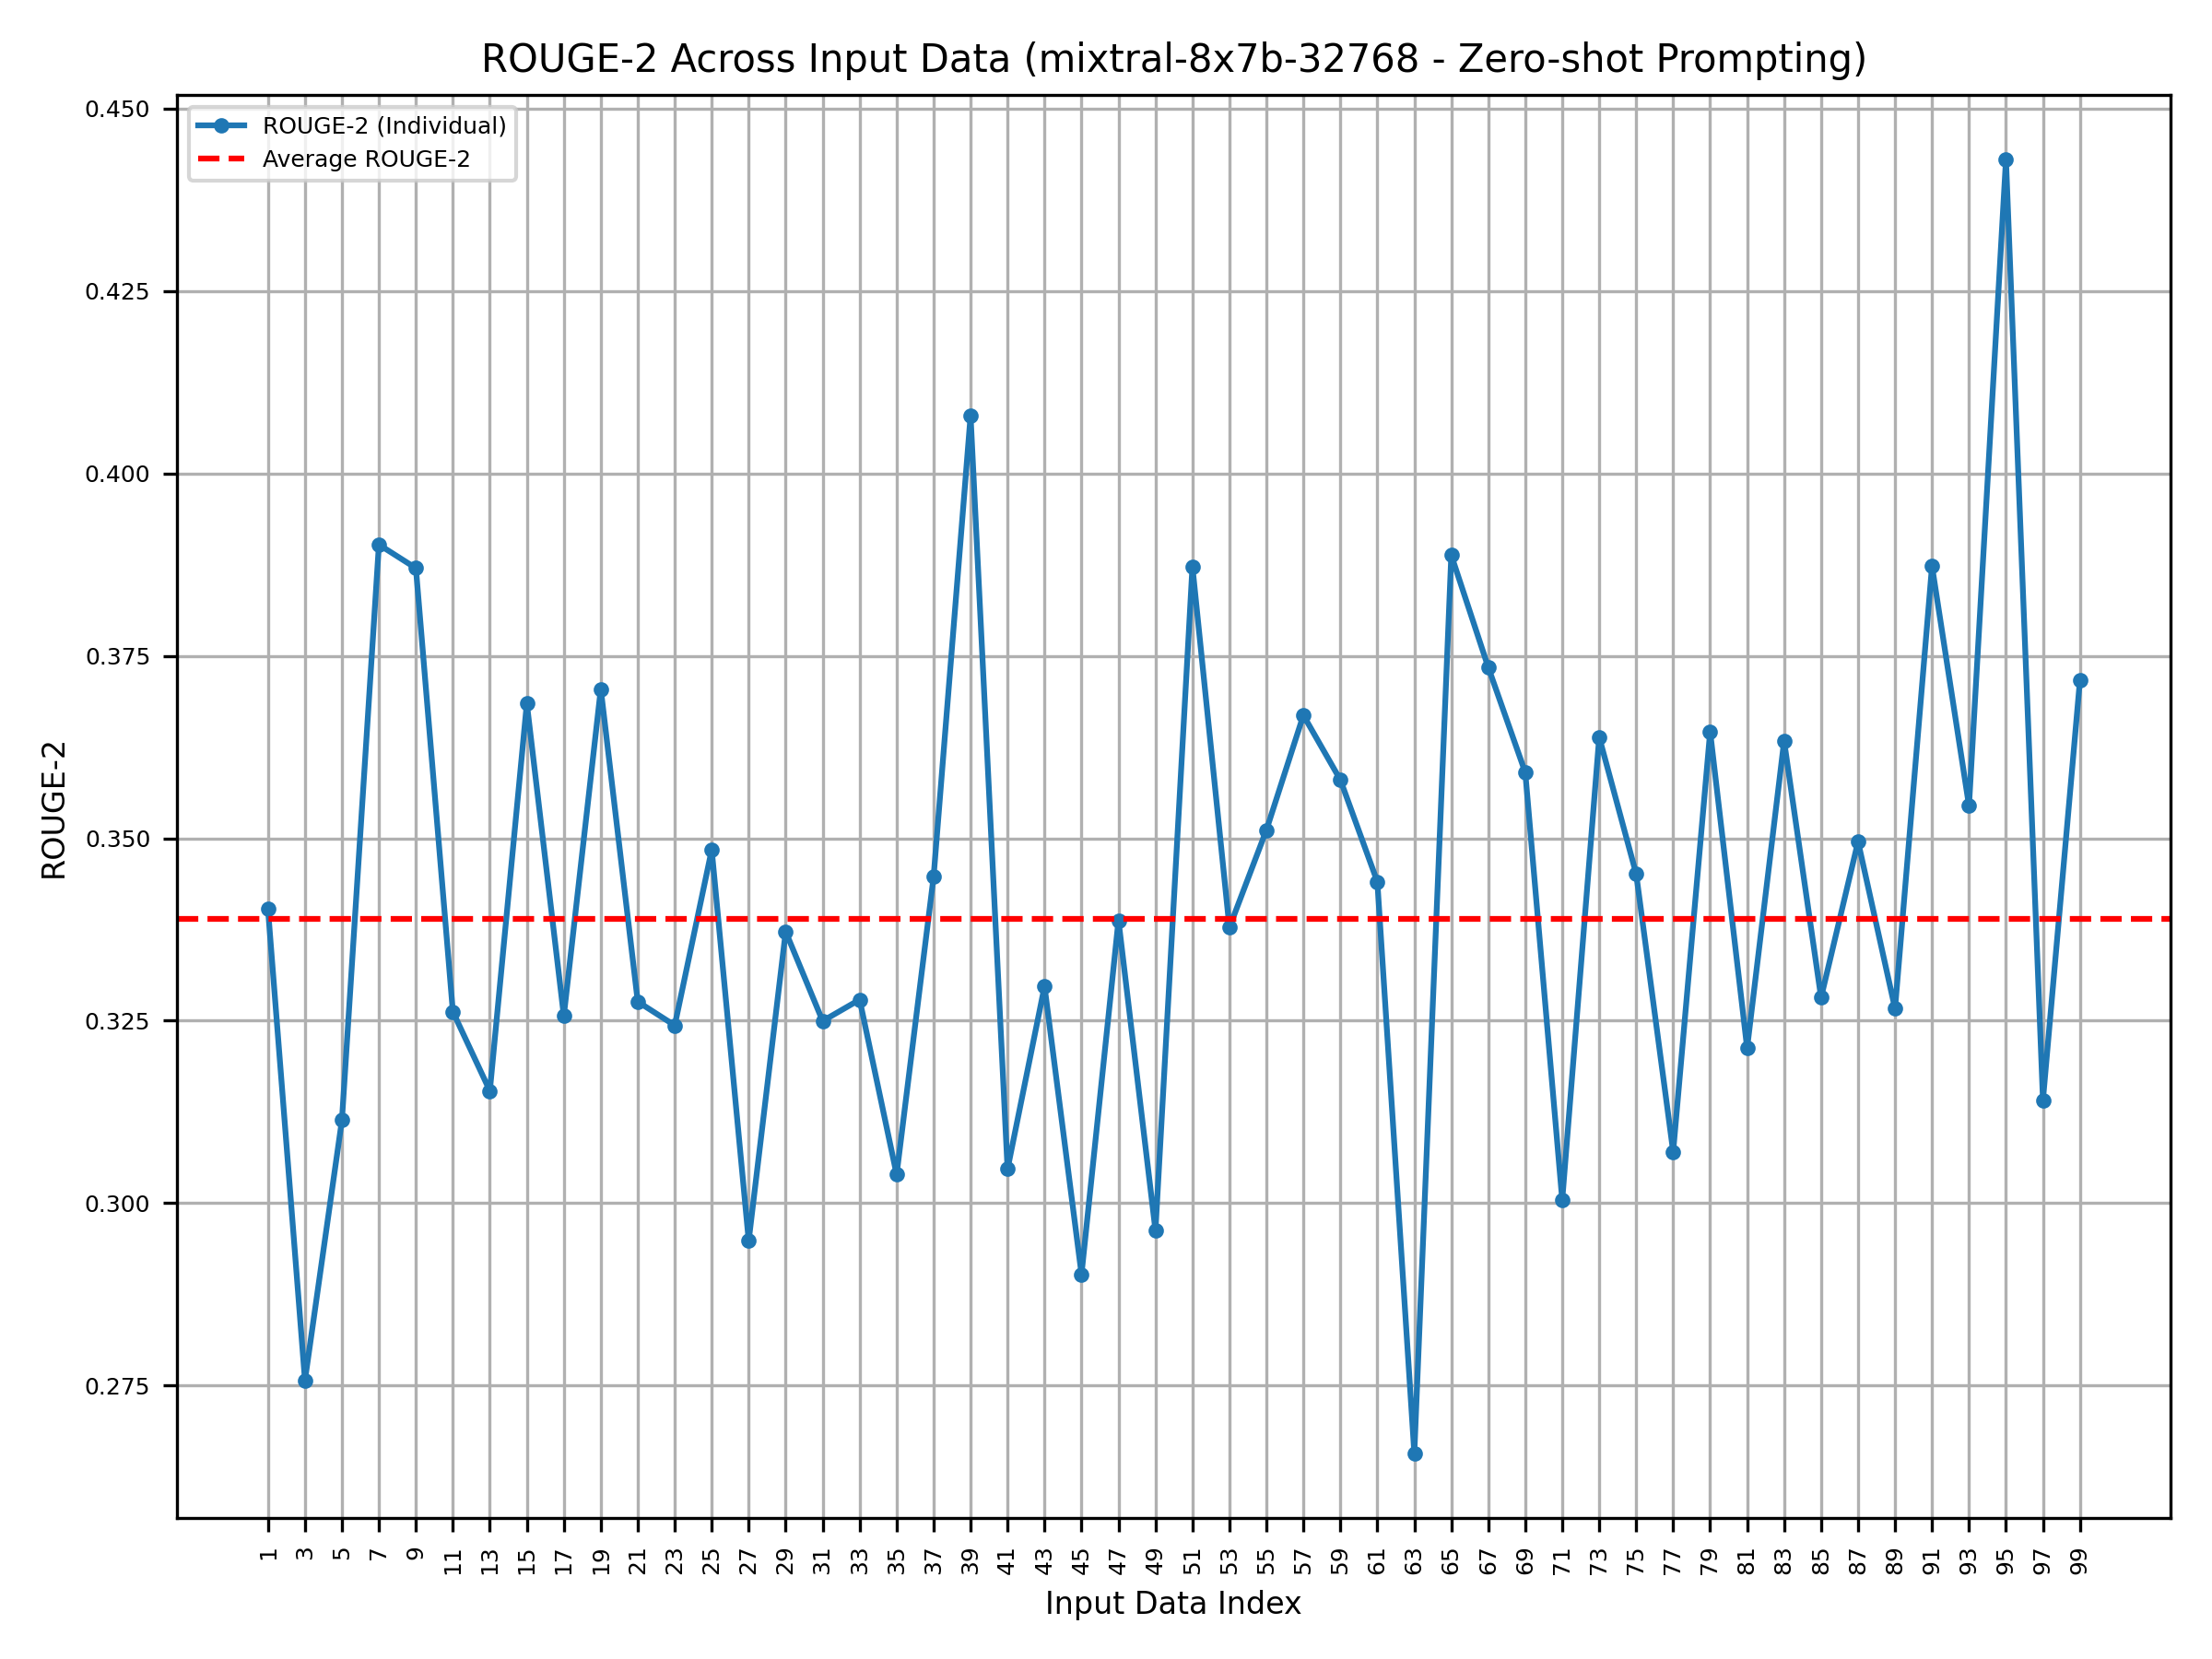 ROUGE-2 Across Input Data (mixtral-8x7b-32768 - Zero-shot Prompting)
ROUGE-2 (Individual)
Average ROUGE-2
0.450
0.425
0.400
0.375
0.350
0.325
0.300
0.275
ROUGE-2
1 3 5 7 9 11 13 15 17 19 21 23 25 27 29 31 33 35 37 39 41 43 45 47 49 51 53 55 57 59 61 63 65 67 69 71 73 75 77 79 81 83 85 87 89 91 93 95 97 99
Input Data Index